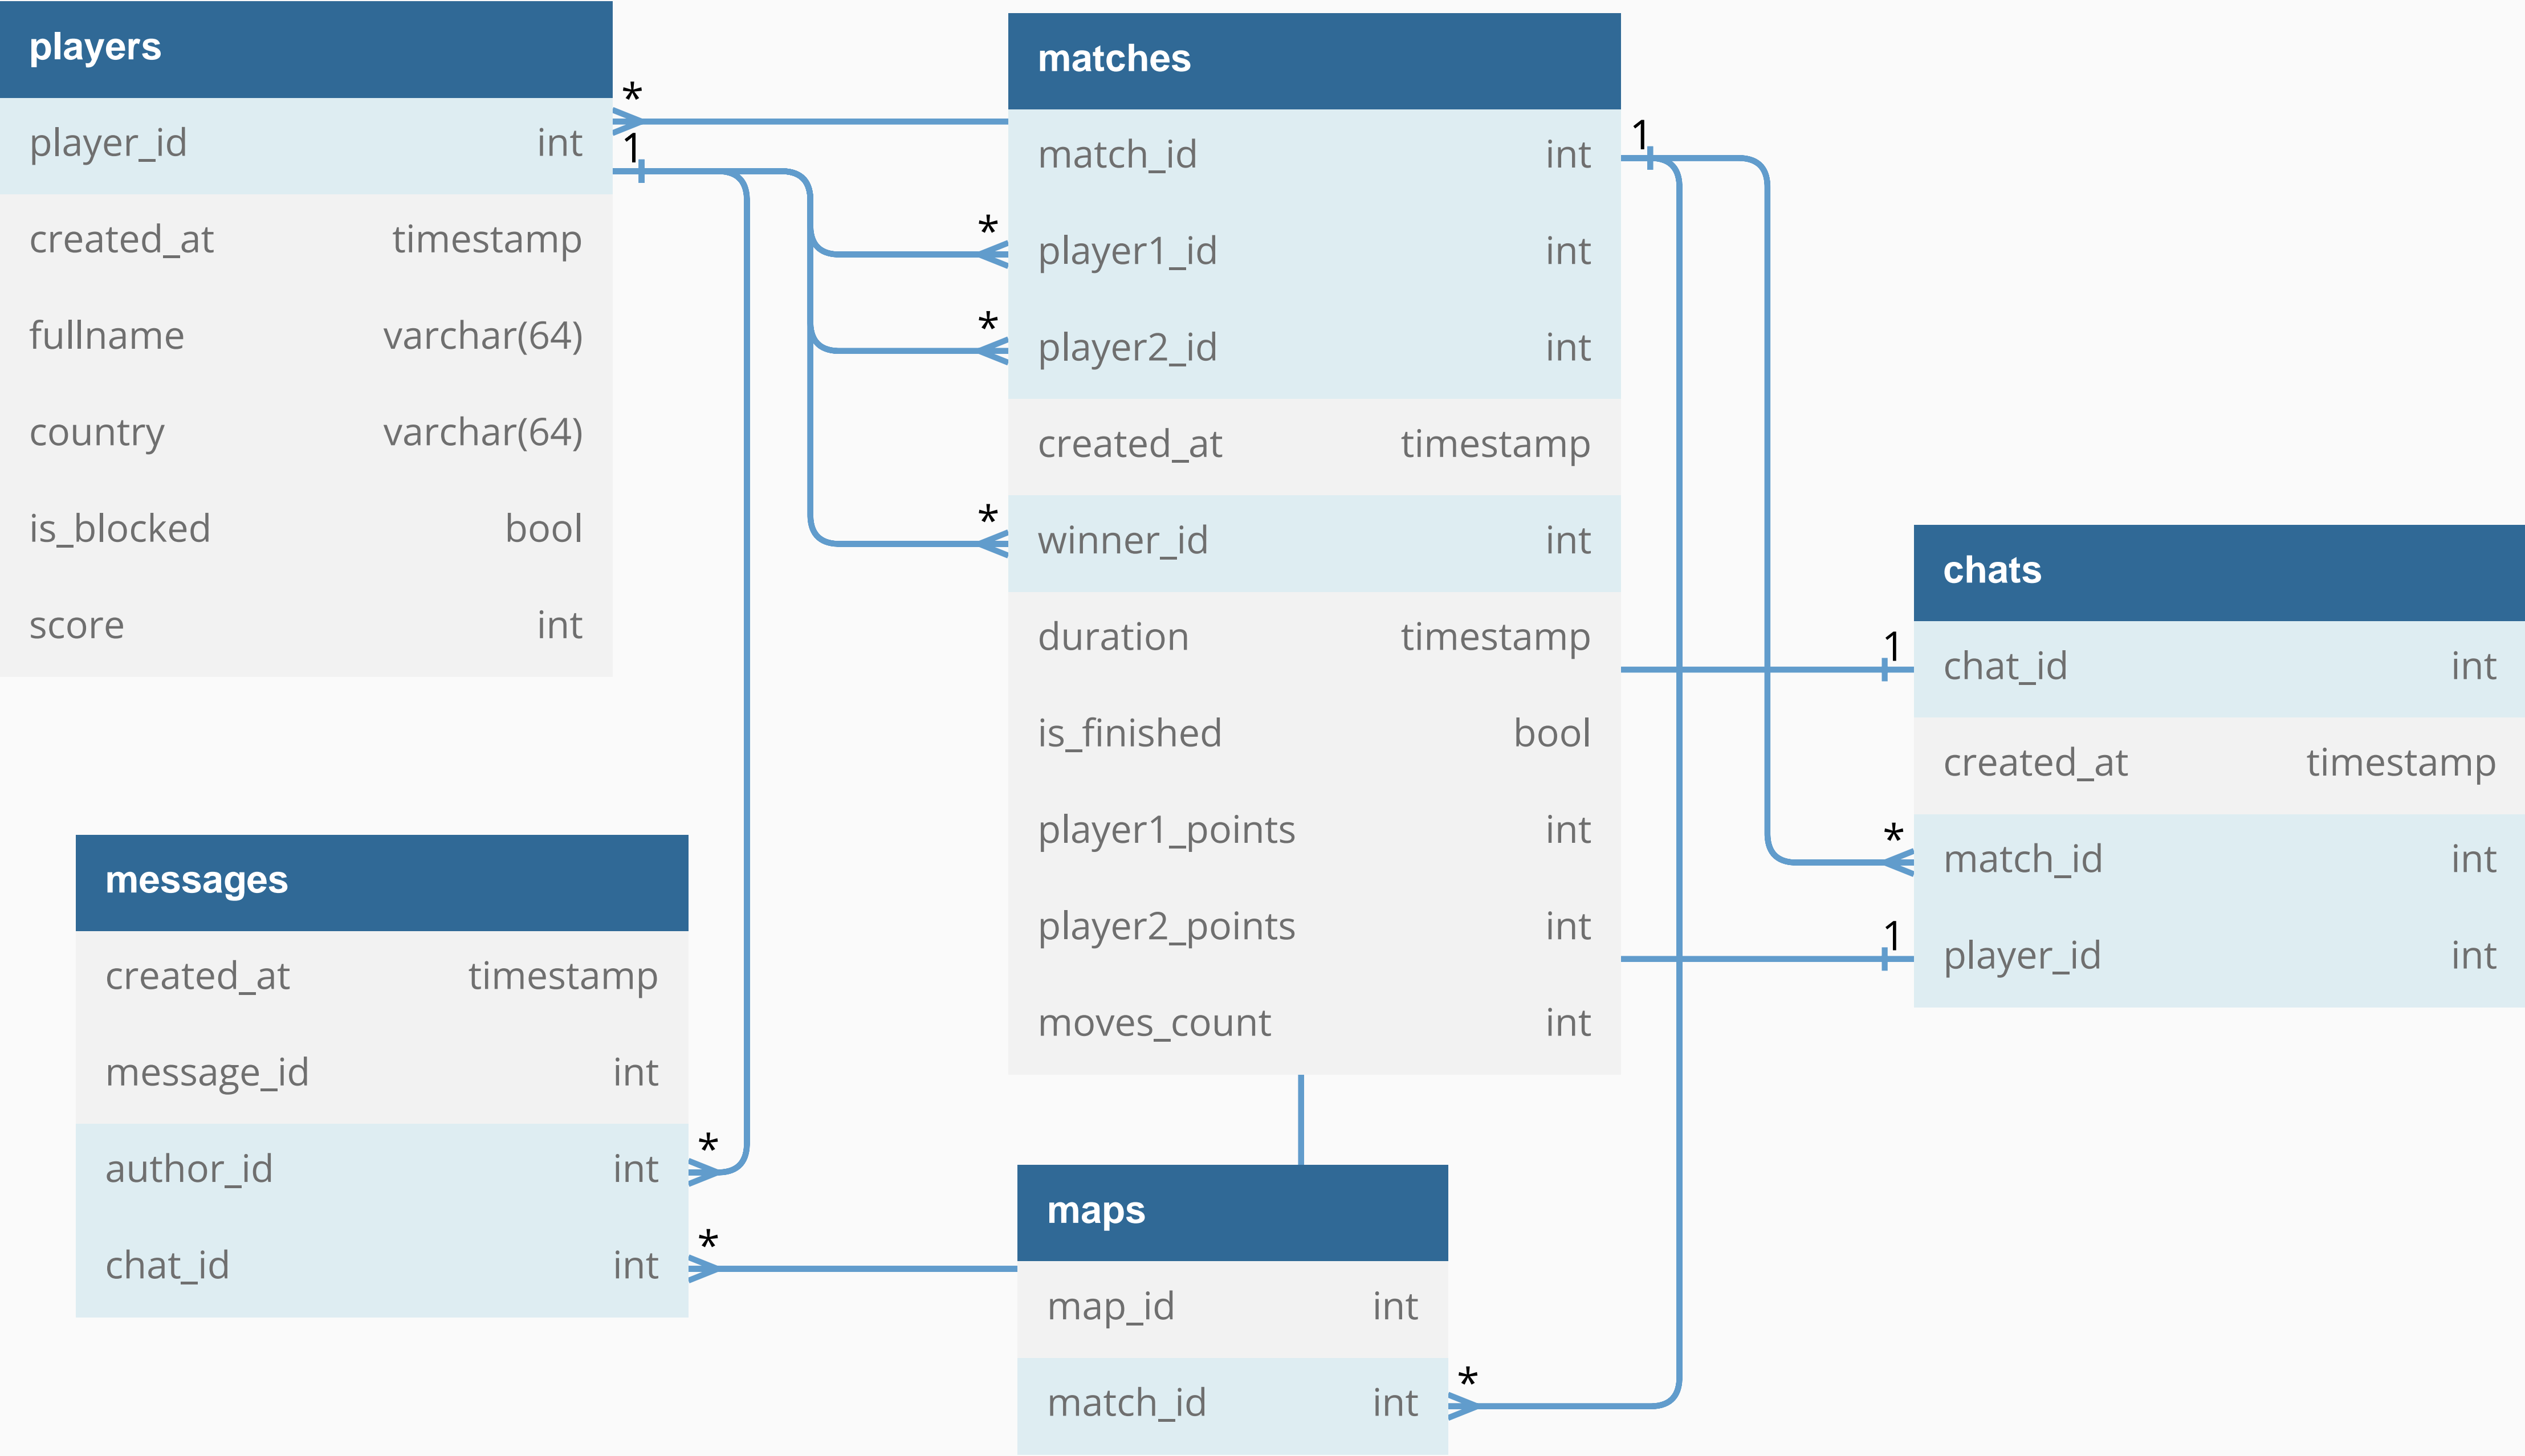 players
player_id int
created_at timestamp
fullname varchar(64)
country varchar(64)
is_blocked bool
score int
*
1
matches
match_id int
player1_id int
player2_id int
created_at timestamp
winner_id int
duration timestamp
is_finished bool
player1_points int
player2_points int
moves_count int
*
*
*
1
chats
chat_id int
created_at timestamp
match_id int
player_id int
1
*
1
messages
created_at timestamp
message_id int
author_id int
chat_id int
*
*
maps
map_id int
match_id int
*